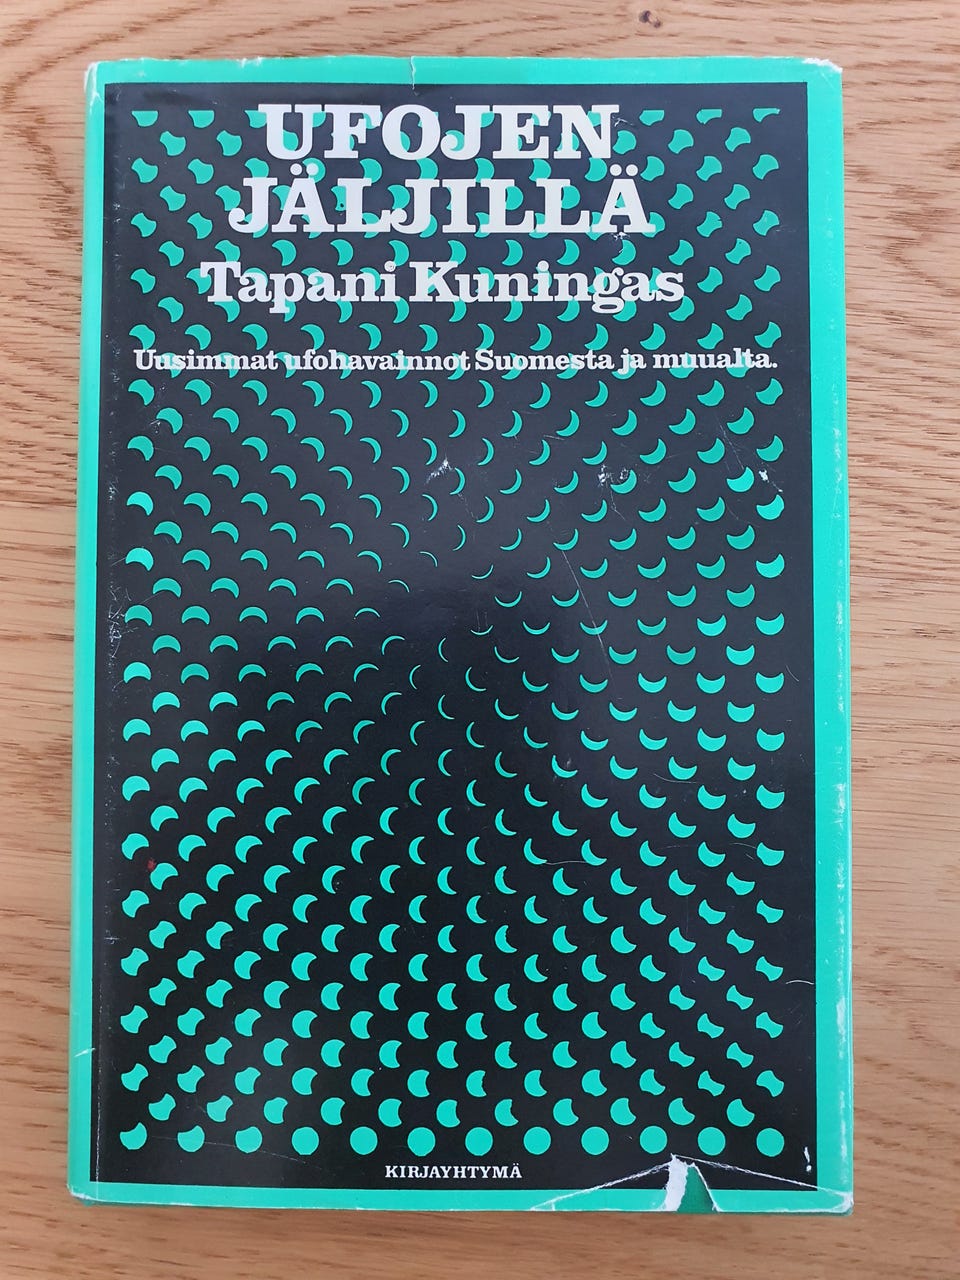 UFOJEN
JÄLJILLÄ
Tapani Kuningas
Uusimmat ufohavainnot Suomesta ja muualta.
KIRJAYHTYMÄ